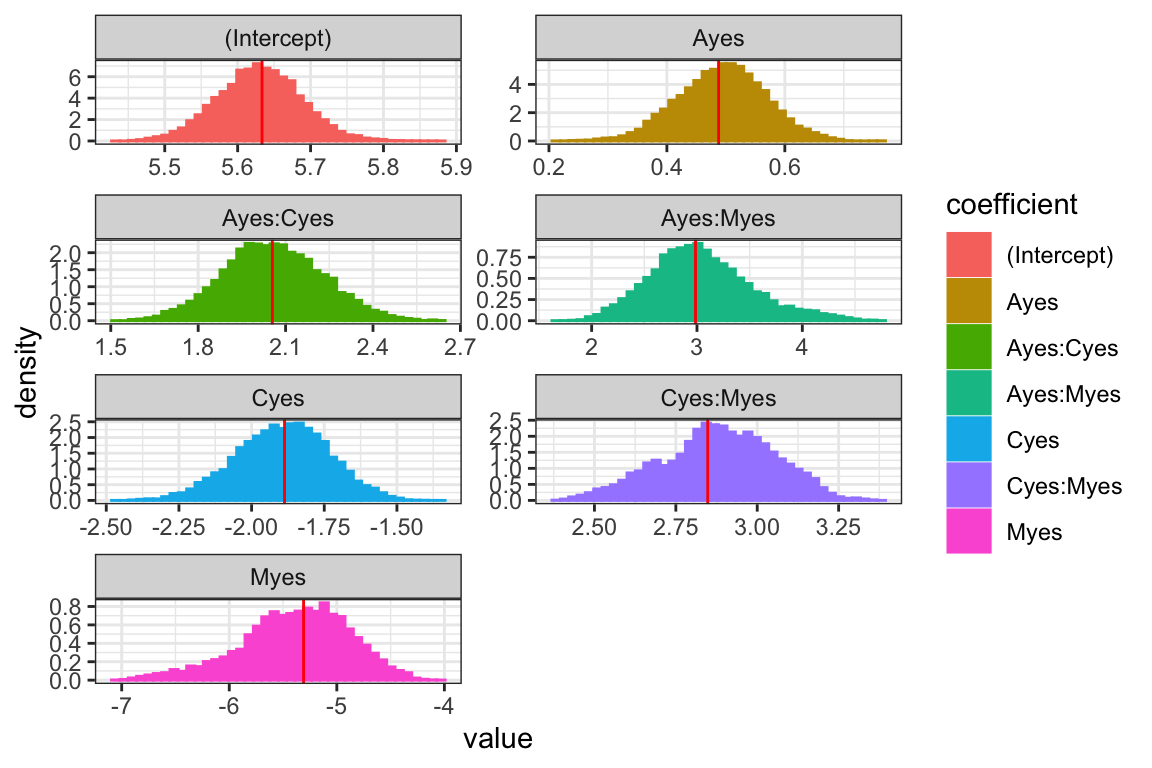 (Intercept)
Ayes
6
4
2
0
4
2
0
5.5 5.6 5.7 5.8 5.9
0.2 0.4 0.6
Ayes:Cyes
Ayes:Myes
2.0
1.5
1.0
0.5
0.0
0.75
0.50
0.25
0.00
1.5 1.8 2.1 2.4 2.7
2 3 4
Cyes
Cyes:Myes
2.5
2.0
1.5
1.0
0.5
0.0
2.5
2.0
1.5
1.0
0.5
0.0
-2.50 -2.25 -2.00 -1.75 -1.50
2.50 2.75 3.00 3.25
Myes
0.8
0.6
0.4
0.2
0.0
-7 -6 -5 -4
density
value
coefficient
(Intercept)
Ayes
Ayes:Cyes
Ayes:Myes
Cyes
Cyes:Myes
Myes